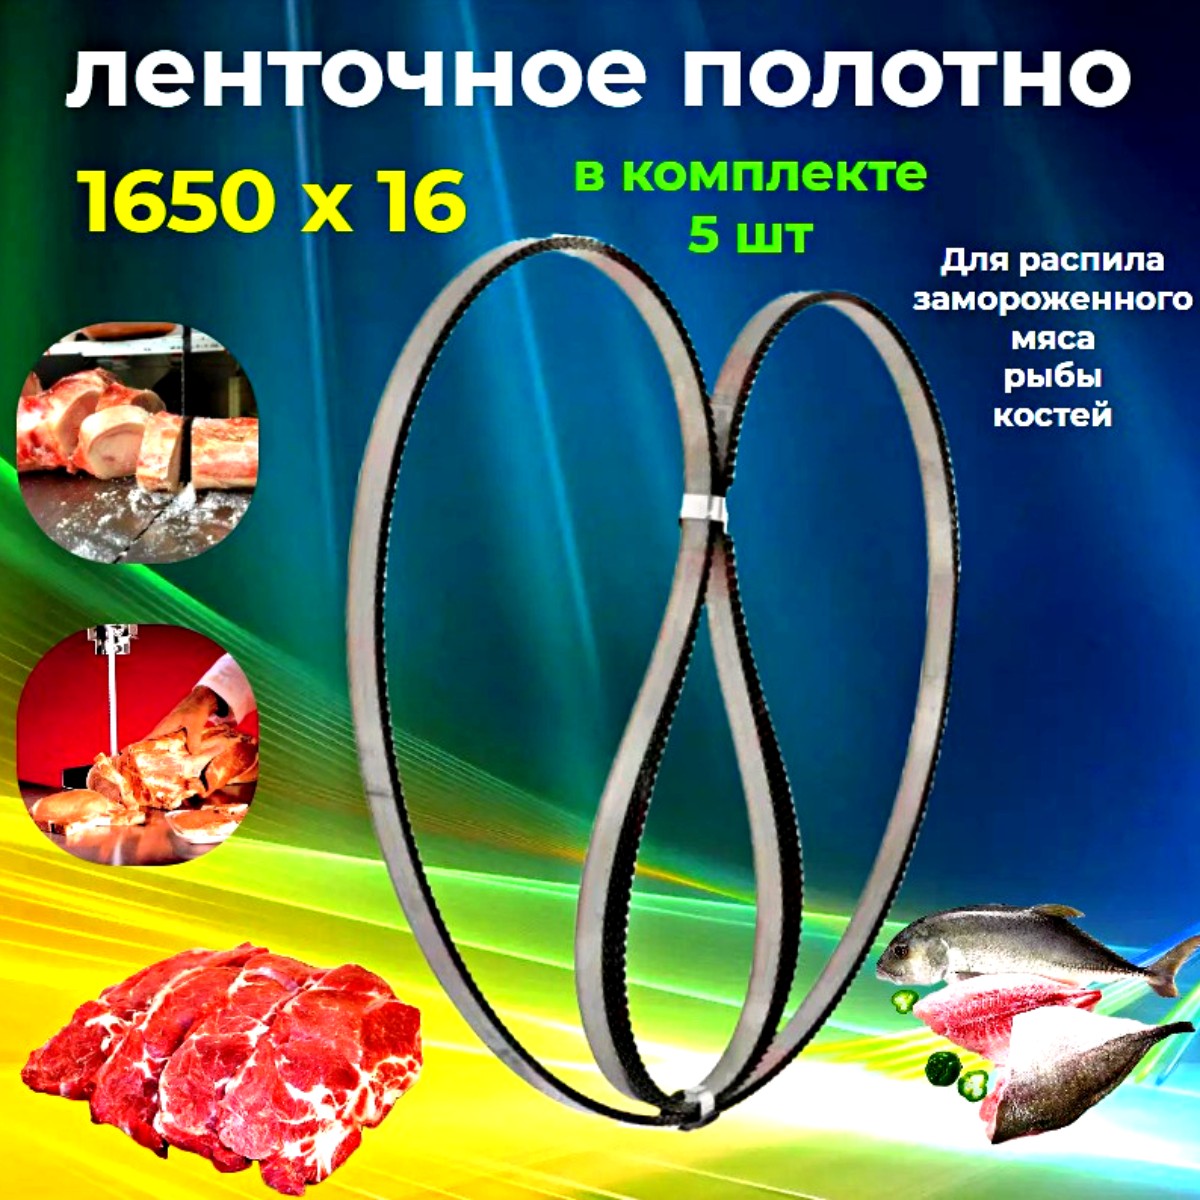 ленточное полотно
1650 х 16
в комплекте
5 шт
Для распила
замороженного
мяса
рыбы
костей